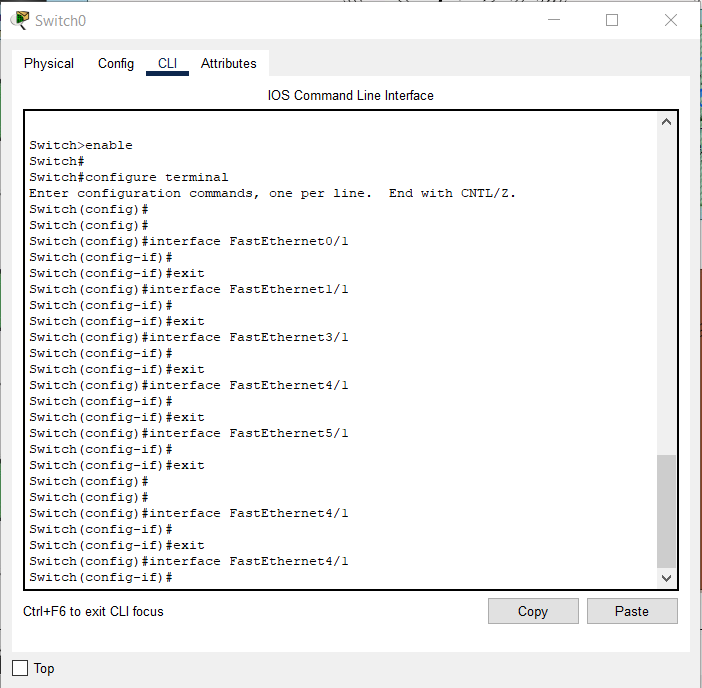 Switch0
Physical Config CLI Attributes
IOS Command Line Interface
Switch>enable
Switch#
Switch#configure terminal
Enter configuration commands, one per line.  End with CNTL/Z.
Switch(config)#
Switch(config)#
Switch(config)#interface FastEthernet0/1
Switch(config-if)#
Switch(config-if)#exit
Switch(config)#interface FastEthernet1/1
Switch(config-if)#
Switch(config-if)#exit
Switch(config)#interface FastEthernet3/1
Switch(config-if)#
Switch(config-if)#exit
Switch(config)#interface FastEthernet4/1
Switch(config-if)#
Switch(config-if)#exit
Switch(config)#interface FastEthernet5/1
Switch(config-if)#
Switch(config-if)#exit
Switch(config)#
Switch(config)#
Switch(config)#interface FastEthernet4/1
Switch(config-if)#
Switch(config-if)#exit
Switch(config)#interface FastEthernet4/1
Switch(config-if)#
Ctrl+F6 to exit CLI focus Copy Paste
Top